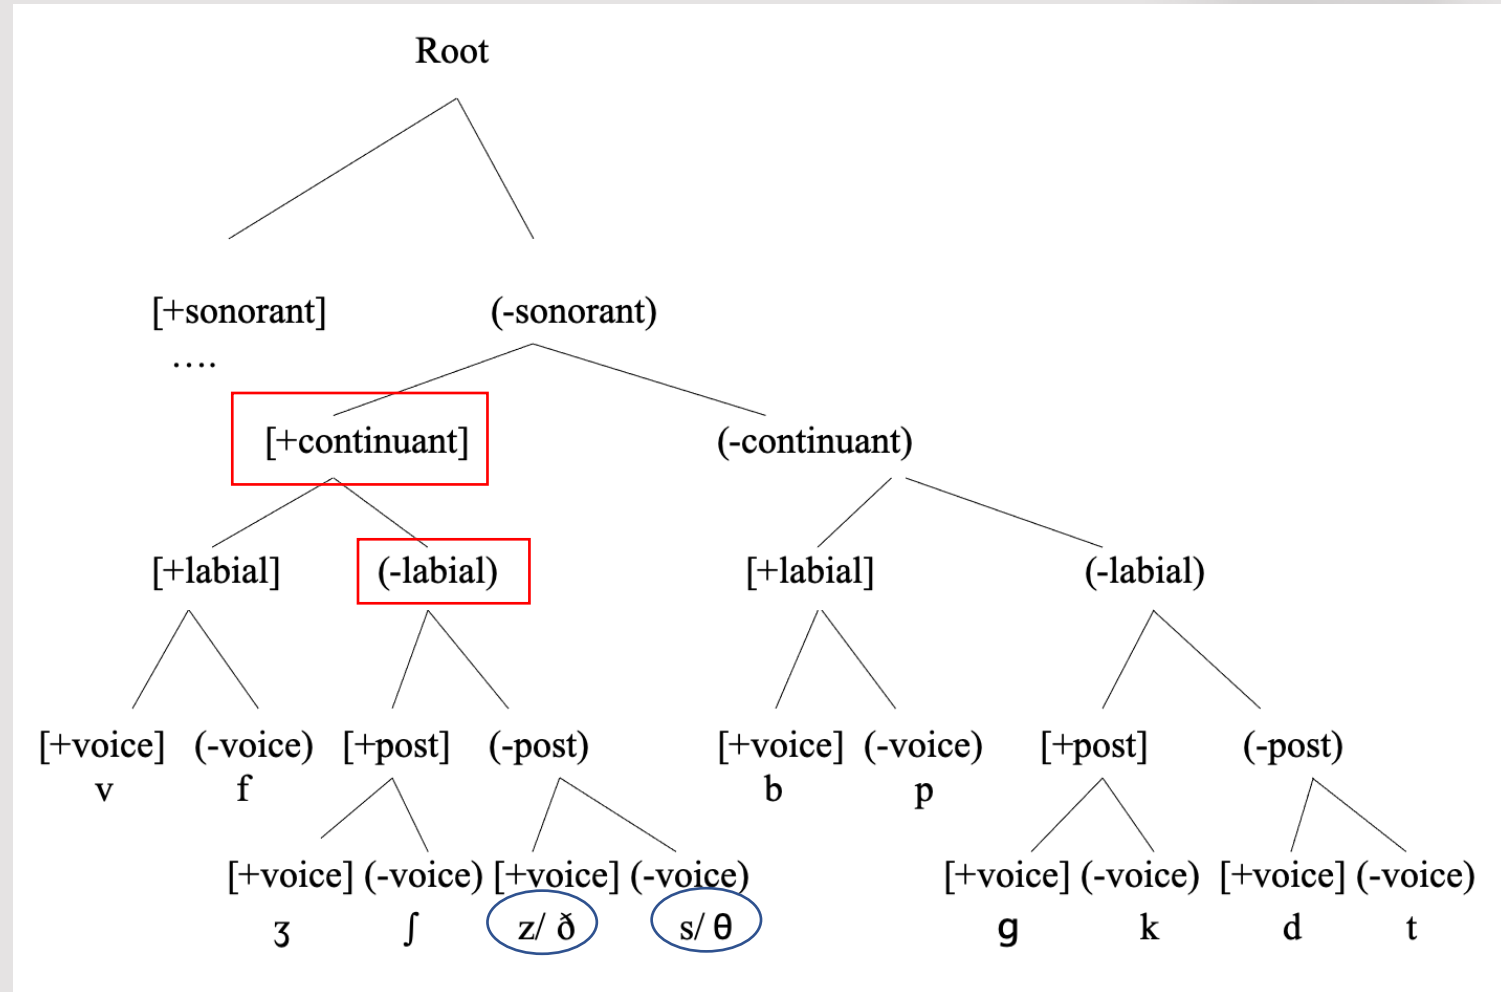 Root
[+sonorant] (-sonorant)
....
[+continuant] (-continuant)
[+labial] (-labial) [+labial] (-labial)
[+voice] (-voice) [+post] (-post) [+voice] (-voice) [+post] (-post)
v f b p
[+voice] (-voice) [+voice] (-voice) [+voice] (-voice) [+voice] (-voice)
ʒ ʃ z/ ð s/ θ g k d t